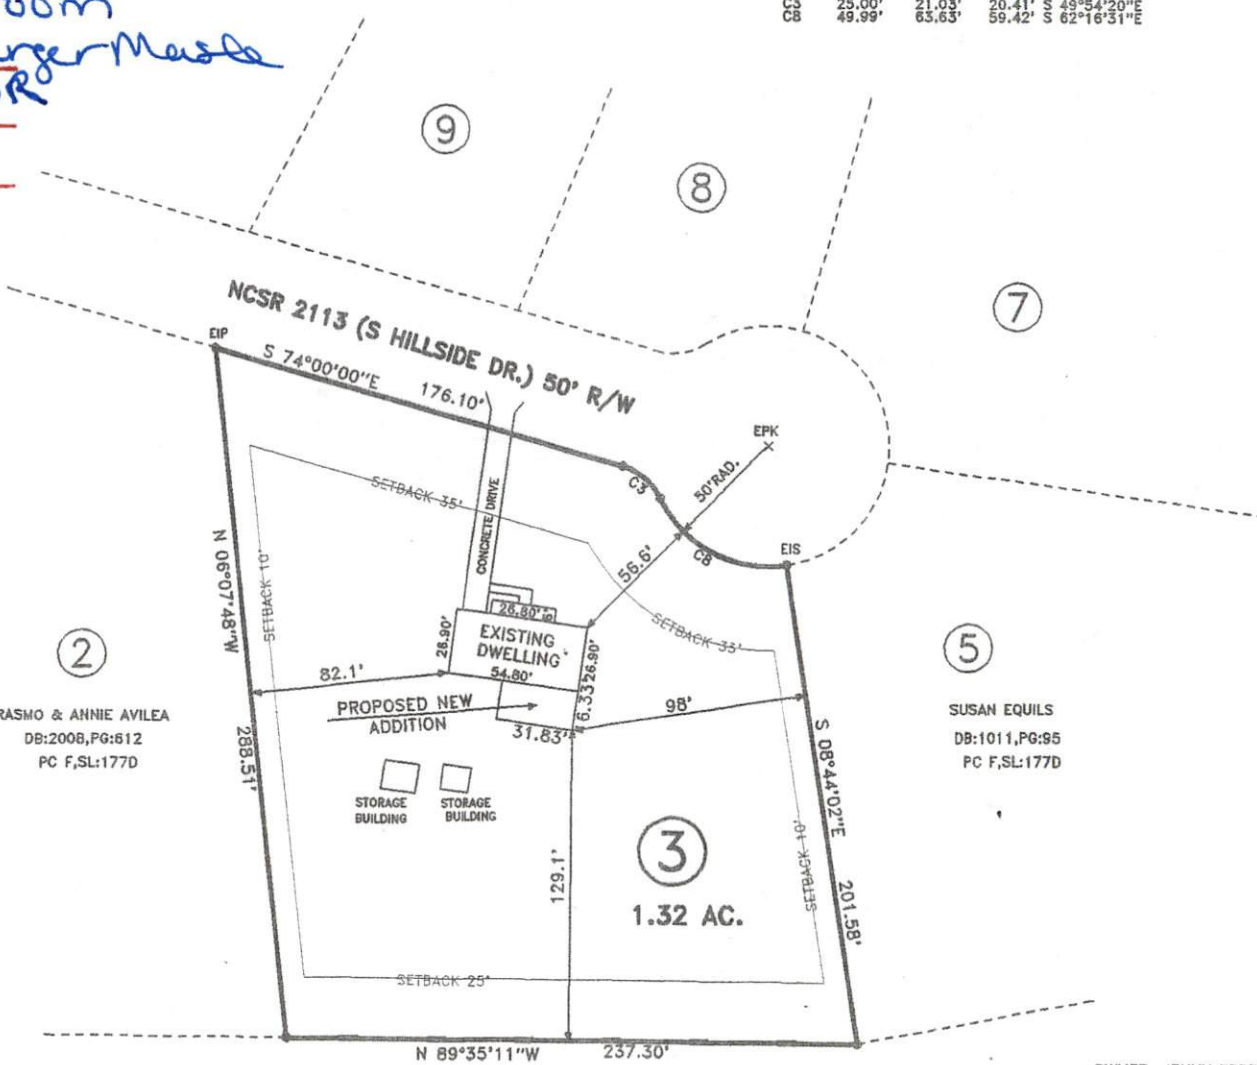 C3 25.00' 21.03' 20.41' S 49°54'20"E
C8 49.99' 63.63' 59.42' S 62°16'31"E
9
8
7
NCSR 2113 (S HILLSIDE DR.) 50' R/W
EIP
S 74°00'00"E 176.10'
EPK
50'RAD.
C3
C8
EIS
SETBACK 35'
CONCRETE DRIVE
56.6'
SETBACK 35'
N 06°07'48"W
288.51'
SETBACK 10'
26.80'
26.90'
EXISTING
DWELLING
26.90'
54.80'
82.1'
98'
PROPOSED NEW
ADDITION
31.83'
2
5
RASMO & ANNIE AVILEA
DB:2008,PG:612
PC F,SL:177D
SUSAN EQUILS
DB:1011,PG:95
PC F,SL:177D
S 08°44'02"E
201.58'
STORAGE
BUILDING
STORAGE
BUILDING
129.1'
3
1.32 AC.
SETBACK 10'
SETBACK 25'
N 89°35'11"W 237.30'